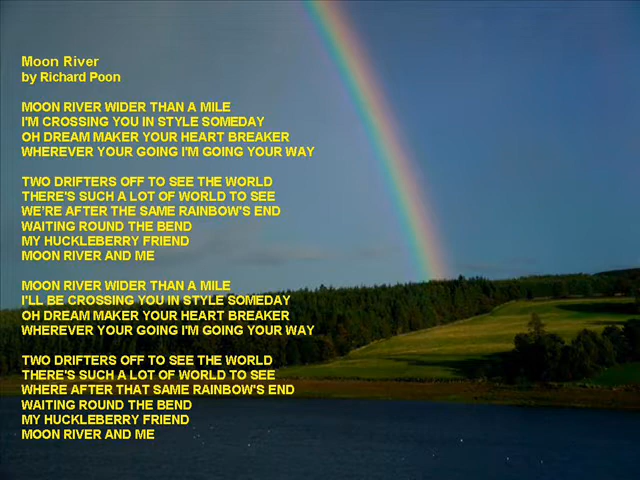 Moon River
by Richard Poon
MOON RIVER WIDER THAN A MILE
I'M CROSSING YOU IN STYLE SOMEDAY
OH DREAM MAKER YOUR HEART BREAKER
WHEREVER YOUR GOING I'M GOING YOUR WAY
TWO DRIFTERS OFF TO SEE THE WORLD
THERE'S SUCH A LOT OF WORLD TO SEE
WE'RE AFTER THE SAME RAINBOW'S END
WAITING ROUND THE BEND
MY HUCKLEBERRY FRIEND
MOON RIVER AND ME
MOON RIVER WIDER THAN A MILE
I'LL BE CROSSING YOU IN STYLE SOMEDAY
OH DREAM MAKER YOUR HEART BREAKER
WHEREVER YOUR GOING I'M GOING YOUR WAY
TWO DRIFTERS OFF TO SEE THE WORLD
THERE'S SUCH A LOT OF WORLD TO SEE
WHERE AFTER THAT SAME RAINBOW'S END
WAITING ROUND THE BEND
MY HUCKLEBERRY FRIEND
MOON RIVER AND ME